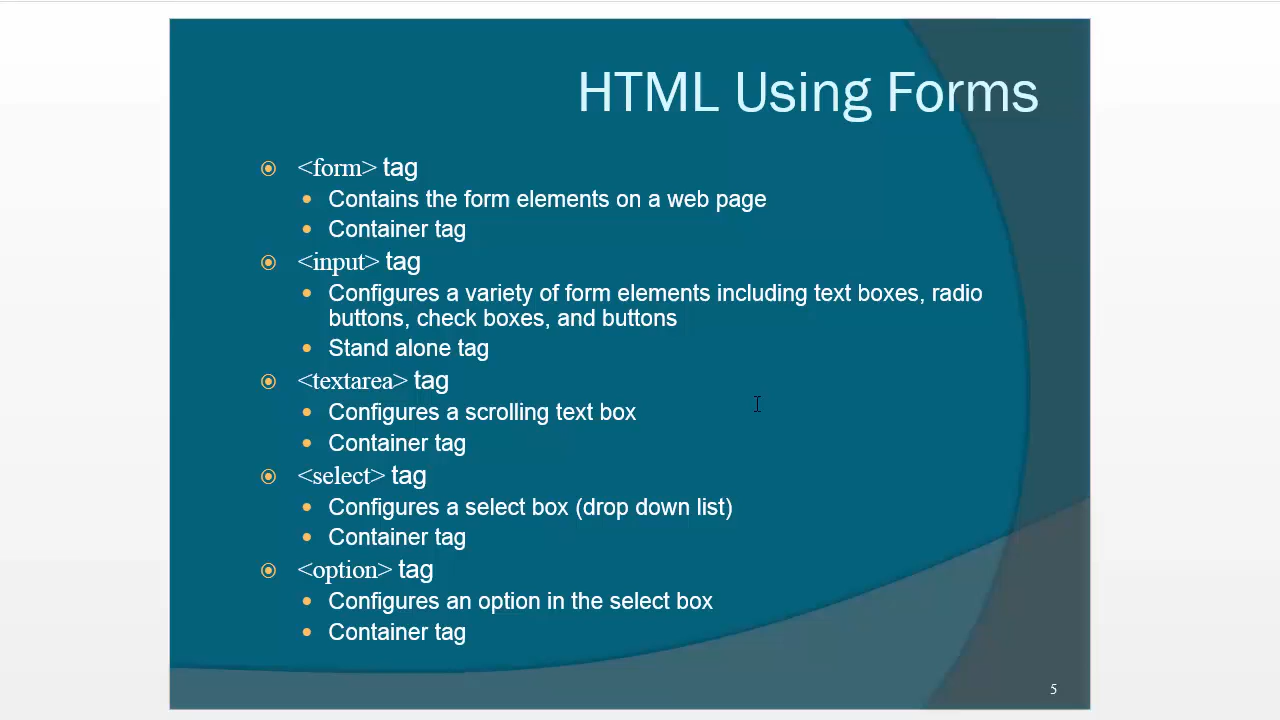 HTML Using Forms
<form> tag
Contains the form elements on a web page
Container tag
<input> tag
Configures a variety of form elements including text boxes, radio
buttons, check boxes, and buttons
Stand alone tag
<textarea> tag
Configures a scrolling text box
Container tag
<select> tag
Configures a select box (drop down list)
Container tag
<option> tag
Configures an option in the select box
Container tag
5